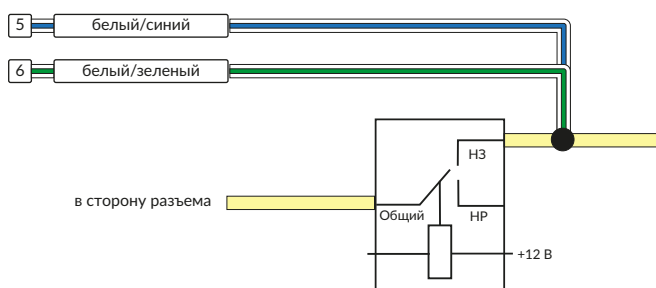 5 белый/синий
6 белый/зеленый
НЗ
в сторону разъема
Общий НР
+12 В